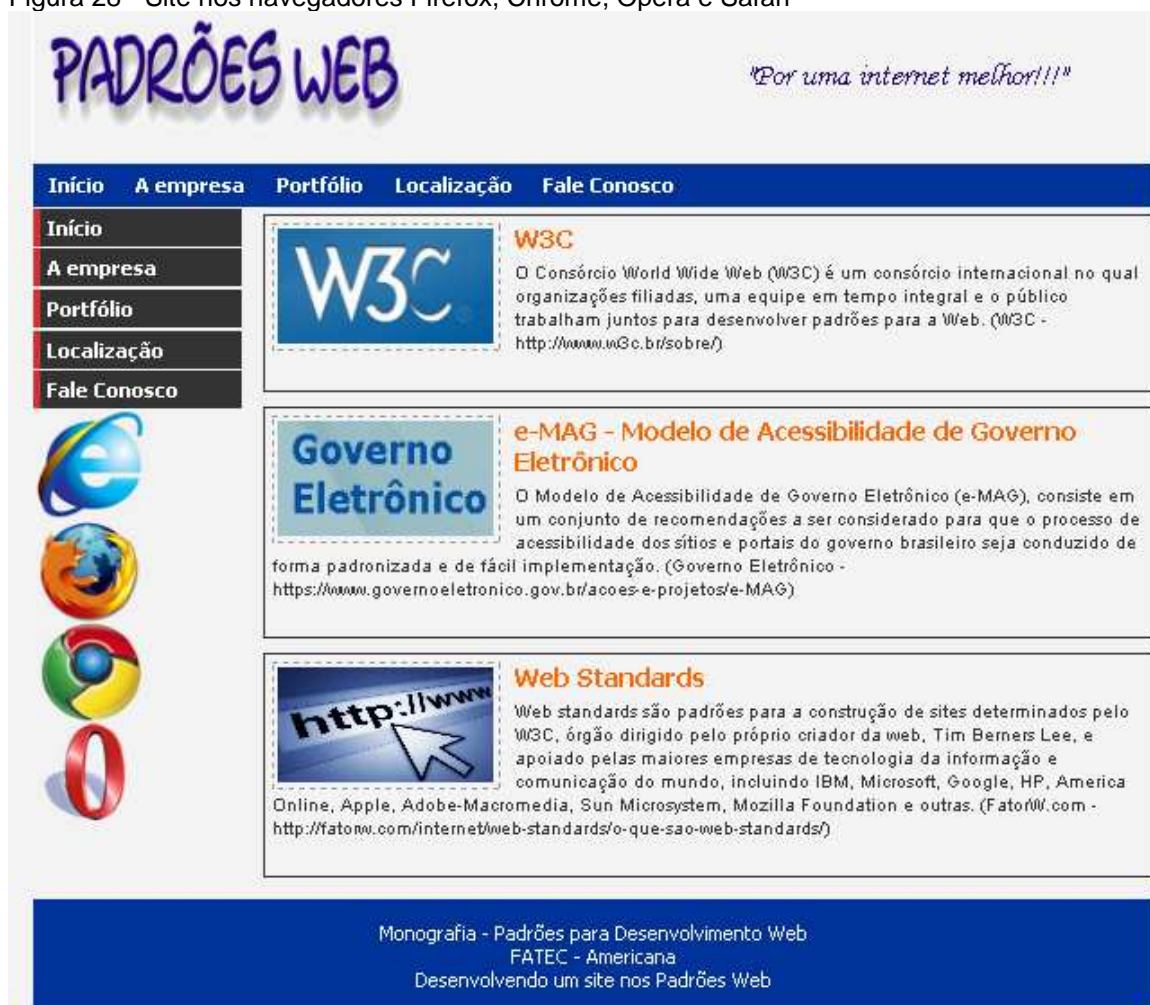 Figura 28 - Site nos navegadores Firefox, Chrome, Opera e Safari
PADRÕES WEB
"Por uma internet melhor!!!"
Início A empresa Portfólio Localização Fale Conosco
Início
A empresa
Portfólio
Localização
Fale Conosco
W3C
W3C
O Consórcio World Wide Web (W3C) é um consórcio internacional no qual
organizações filiadas, uma equipe em tempo integral e o público
trabalham juntos para desenvolver padrões para a Web. (W3C -
http://www.w3c.br/sobre/)
Governo
Eletrônico
e-MAG - Modelo de Acessibilidade de Governo
Eletrônico
O Modelo de Acessibilidade de Governo Eletrônico (e-MAG), consiste em
um conjunto de recomendações a ser considerado para que o processo de
acessibilidade dos sítios e portais do governo brasileiro seja conduzido de
forma padronizada e de fácil implementação. (Governo Eletrônico -
https://www.governoeletronico.gov.br/acoes-e-projetos/e-MAG)
http://www
Web Standards
Web standards são padrões para a construção de sites determinados pelo
W3C, órgão dirigido pelo próprio criador da web, Tim Berners Lee, e
apoiado pelas maiores empresas de tecnologia da informação e
comunicação do mundo, incluindo IBM, Microsoft, Google, HP, America
Online, Apple, Adobe-Macromedia, Sun Microsystem, Mozilla Foundation e outras. (FatorW.com -
http://fatorw.com/internet/web-standards/o-que-sao-web-standards/)
Monografia - Padrões para Desenvolvimento Web
FATEC - Americana
Desenvolvendo um site nos Padrões Web